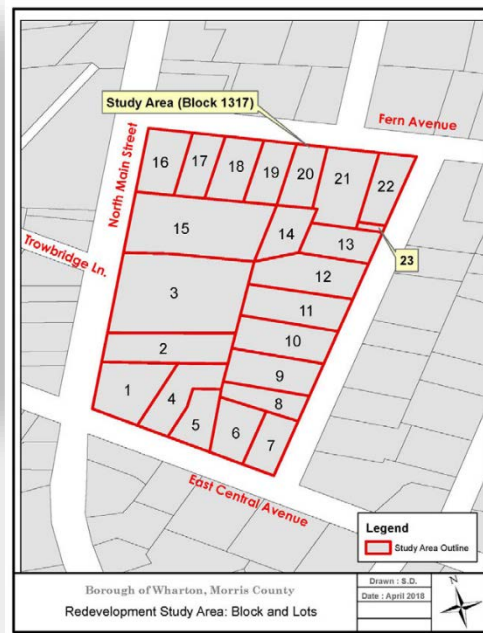 Fern Avenue
Study Area (Block 1317)
North Main Street
16
17
18
19
20
21
22
15
14
13
23
Trowbridge Ln.
12
3
11
10
2
9
8
1
4
5
6
7
East Central Avenue
Legend
Study Area Outline
Borough of Wharton, Morris County
Redevelopment Study Area: Block and Lots
Drawn : S.D.
Date : April 2018
N